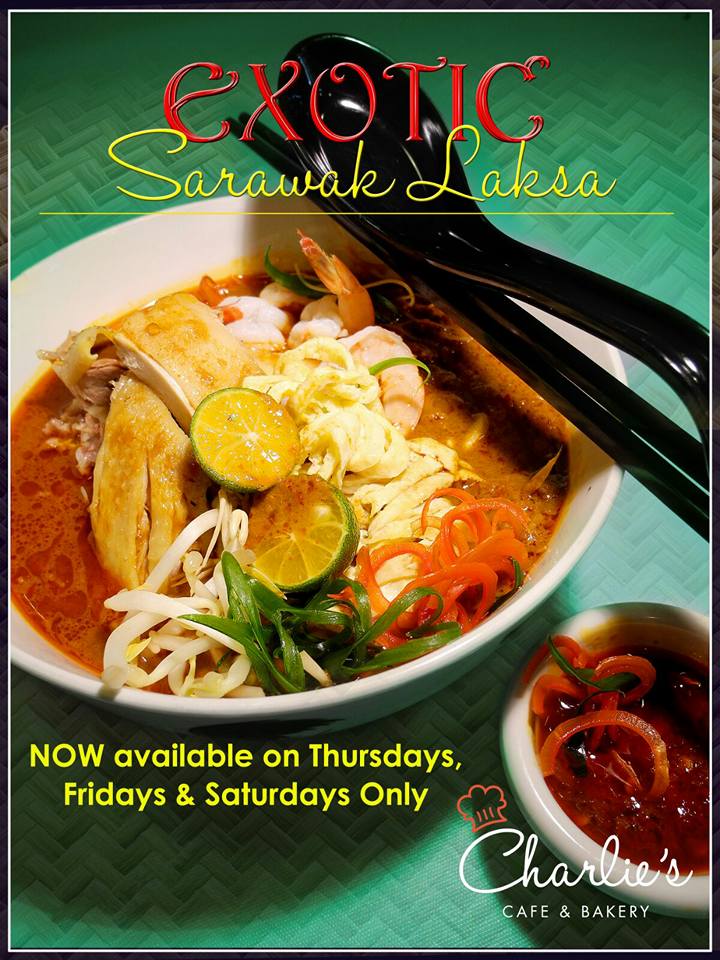 EXOTIC
Sarawak Laksa
NOW available on Thursdays,
Fridays & Saturdays Only
Charlie's
CAFE & BAKERY